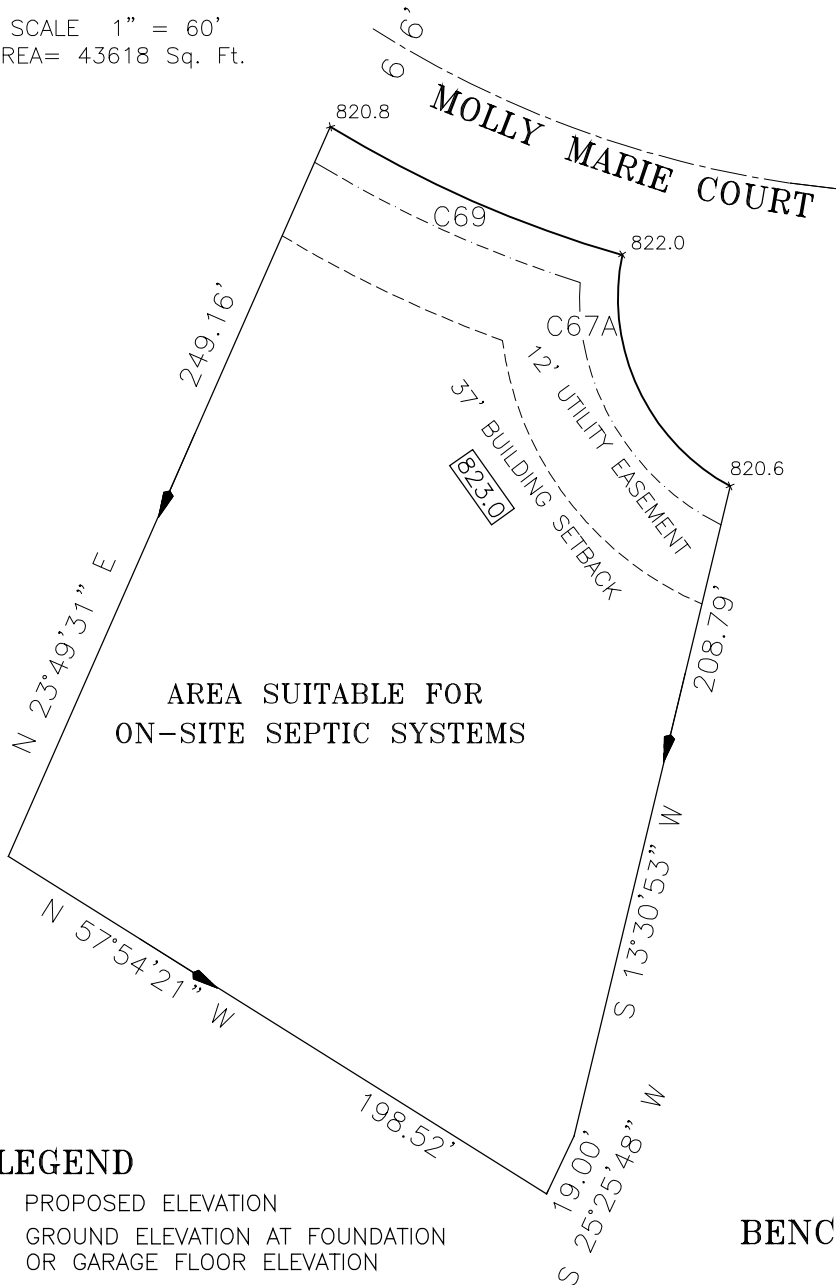 SCALE 1" = 60'
REA= 43618 Sq. Ft.
6 6'
MOLLY MARIE COURT
820.8
C69
822.0
249.16'
C67A
12' UTILITY EASEMENT
37' BUILDING SETBACK
823.0
820.6
N 23°49'31" E
208.79'
AREA SUITABLE FOR
ON-SITE SEPTIC SYSTEMS
S 13°30'53" W
N 57°54'21" W
198.52'
19.00'
S 25°25'48" W
LEGEND
PROPOSED ELEVATION
GROUND ELEVATION AT FOUNDATION
OR GARAGE FLOOR ELEVATION
BENC